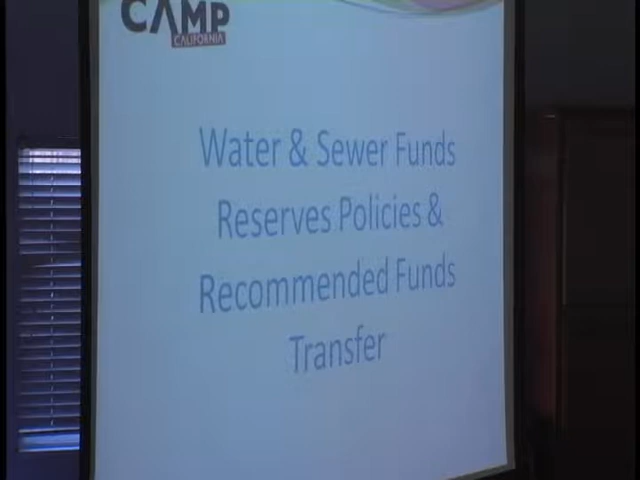 CAMP
CALIFORNIA
Water & Sewer Funds
Reserves Policies &
Recommended Funds
Transfer